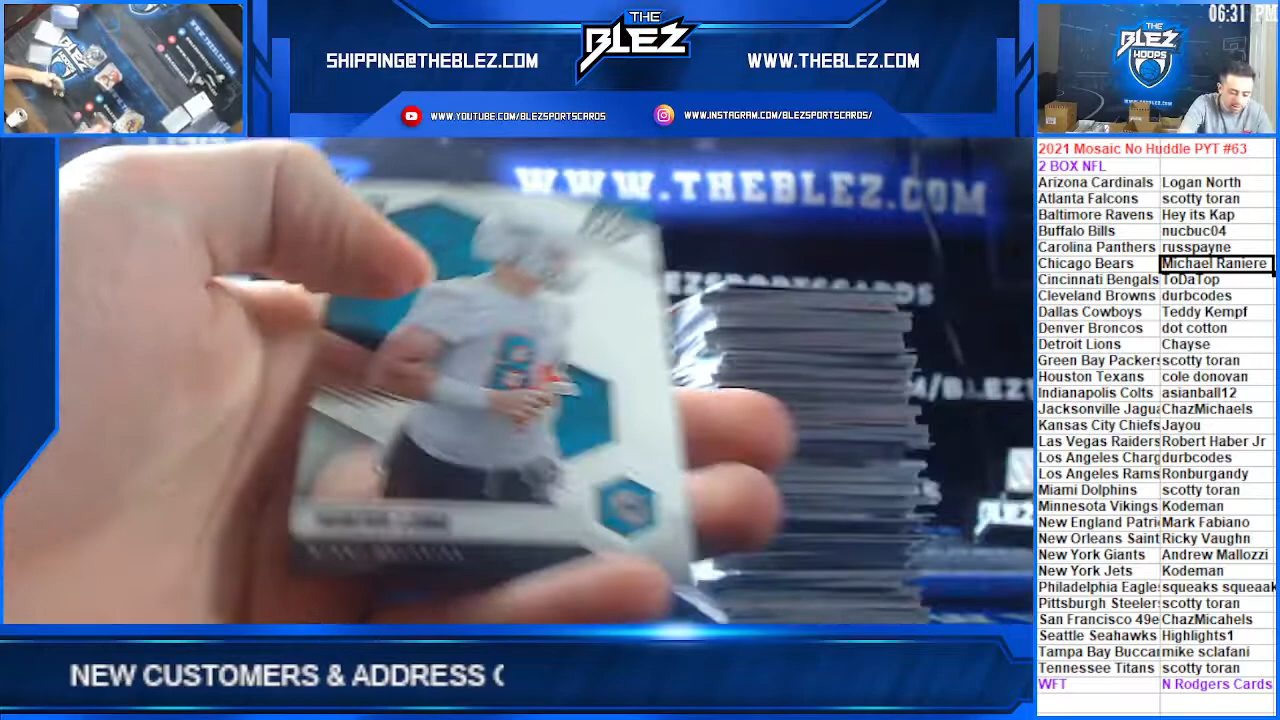 THE
BLEZ
SHIPPING@THEBLEZ.COM
WWW.THEBLEZ.COM
WWW.YOUTUBE.COM/BLEZSPORTSCARDS
WWW.INSTAGRAM.COM/BLEZSPORTSCARDS/
06:31 PM
THE
BLEZ
HOOPS
WWW.THEBLEZ.COM
2021 Mosaic No Huddle PYT #63
2 BOX NFL
Arizona Cardinals Logan North
Atlanta Falcons scotty toran
Baltimore Ravens Hey its Kap
Buffalo Bills nucbuc04
Carolina Panthers russpayne
Chicago Bears Michael Raniere
Cincinnati Bengals ToDaTop
Cleveland Browns durbcodes
Dallas Cowboys Teddy Kempf
Denver Broncos dot cotton
Detroit Lions Chayse
Green Bay Packers scotty toran
Houston Texans cole donovan
Indianapolis Colts asianball12
Jacksonville Jagua ChazMichaels
Kansas City Chiefs Jayou
Las Vegas Raiders Robert Haber Jr
Los Angeles Charg durbcodes
Los Angeles Rams Ronburgandy
Miami Dolphins scotty toran
Minnesota Vikings Kodeman
New England Patri Mark Fabiano
New Orleans Saint Ricky Vaughn
New York Giants Andrew Mallozzi
New York Jets Kodeman
Philadelphia Eagles squeaks squeaak
Pittsburgh Steelers scotty toran
San Francisco 49e ChazMicahels
Seattle Seahawks Highlights1
Tampa Bay Buccan mike sclafani
Tennessee Titans scotty toran
WFT N Rodgers Cards
WWW.THEBLEZ.COM
NEW CUSTOMERS & ADDRESS